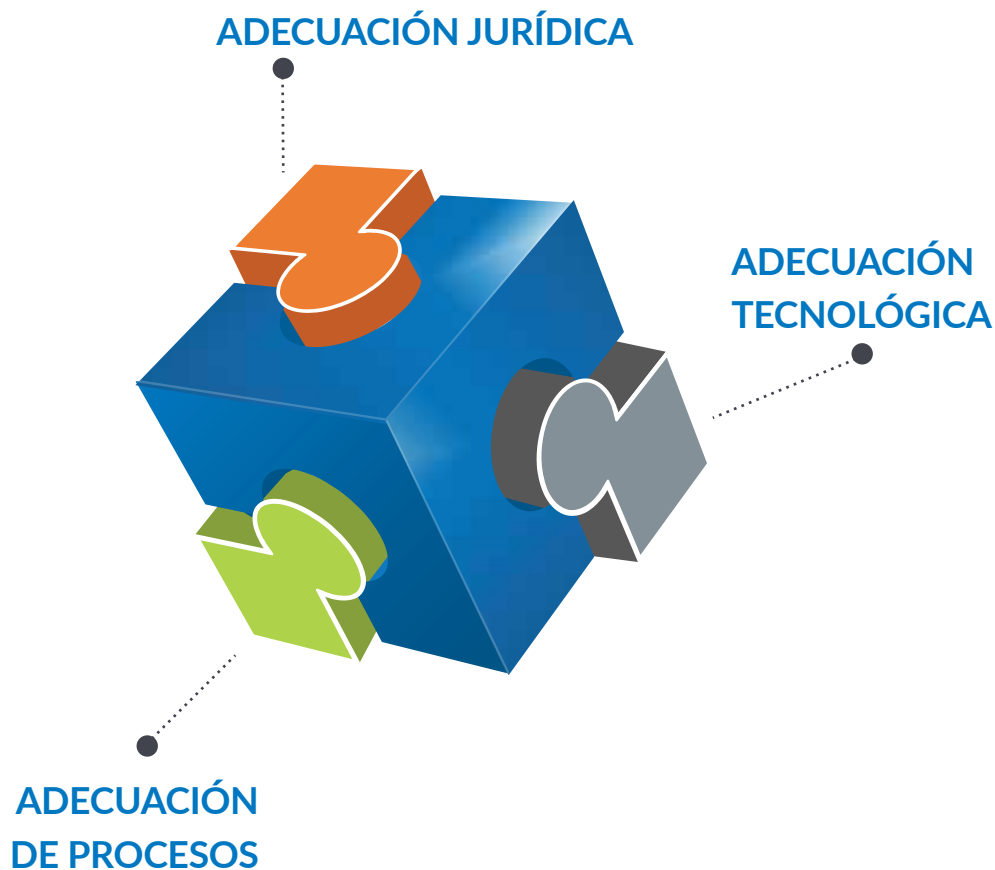 ADECUACIÓN JURÍDICA
ADECUACIÓN
TECNOLÓGICA
ADECUACIÓN
DE PROCESOS